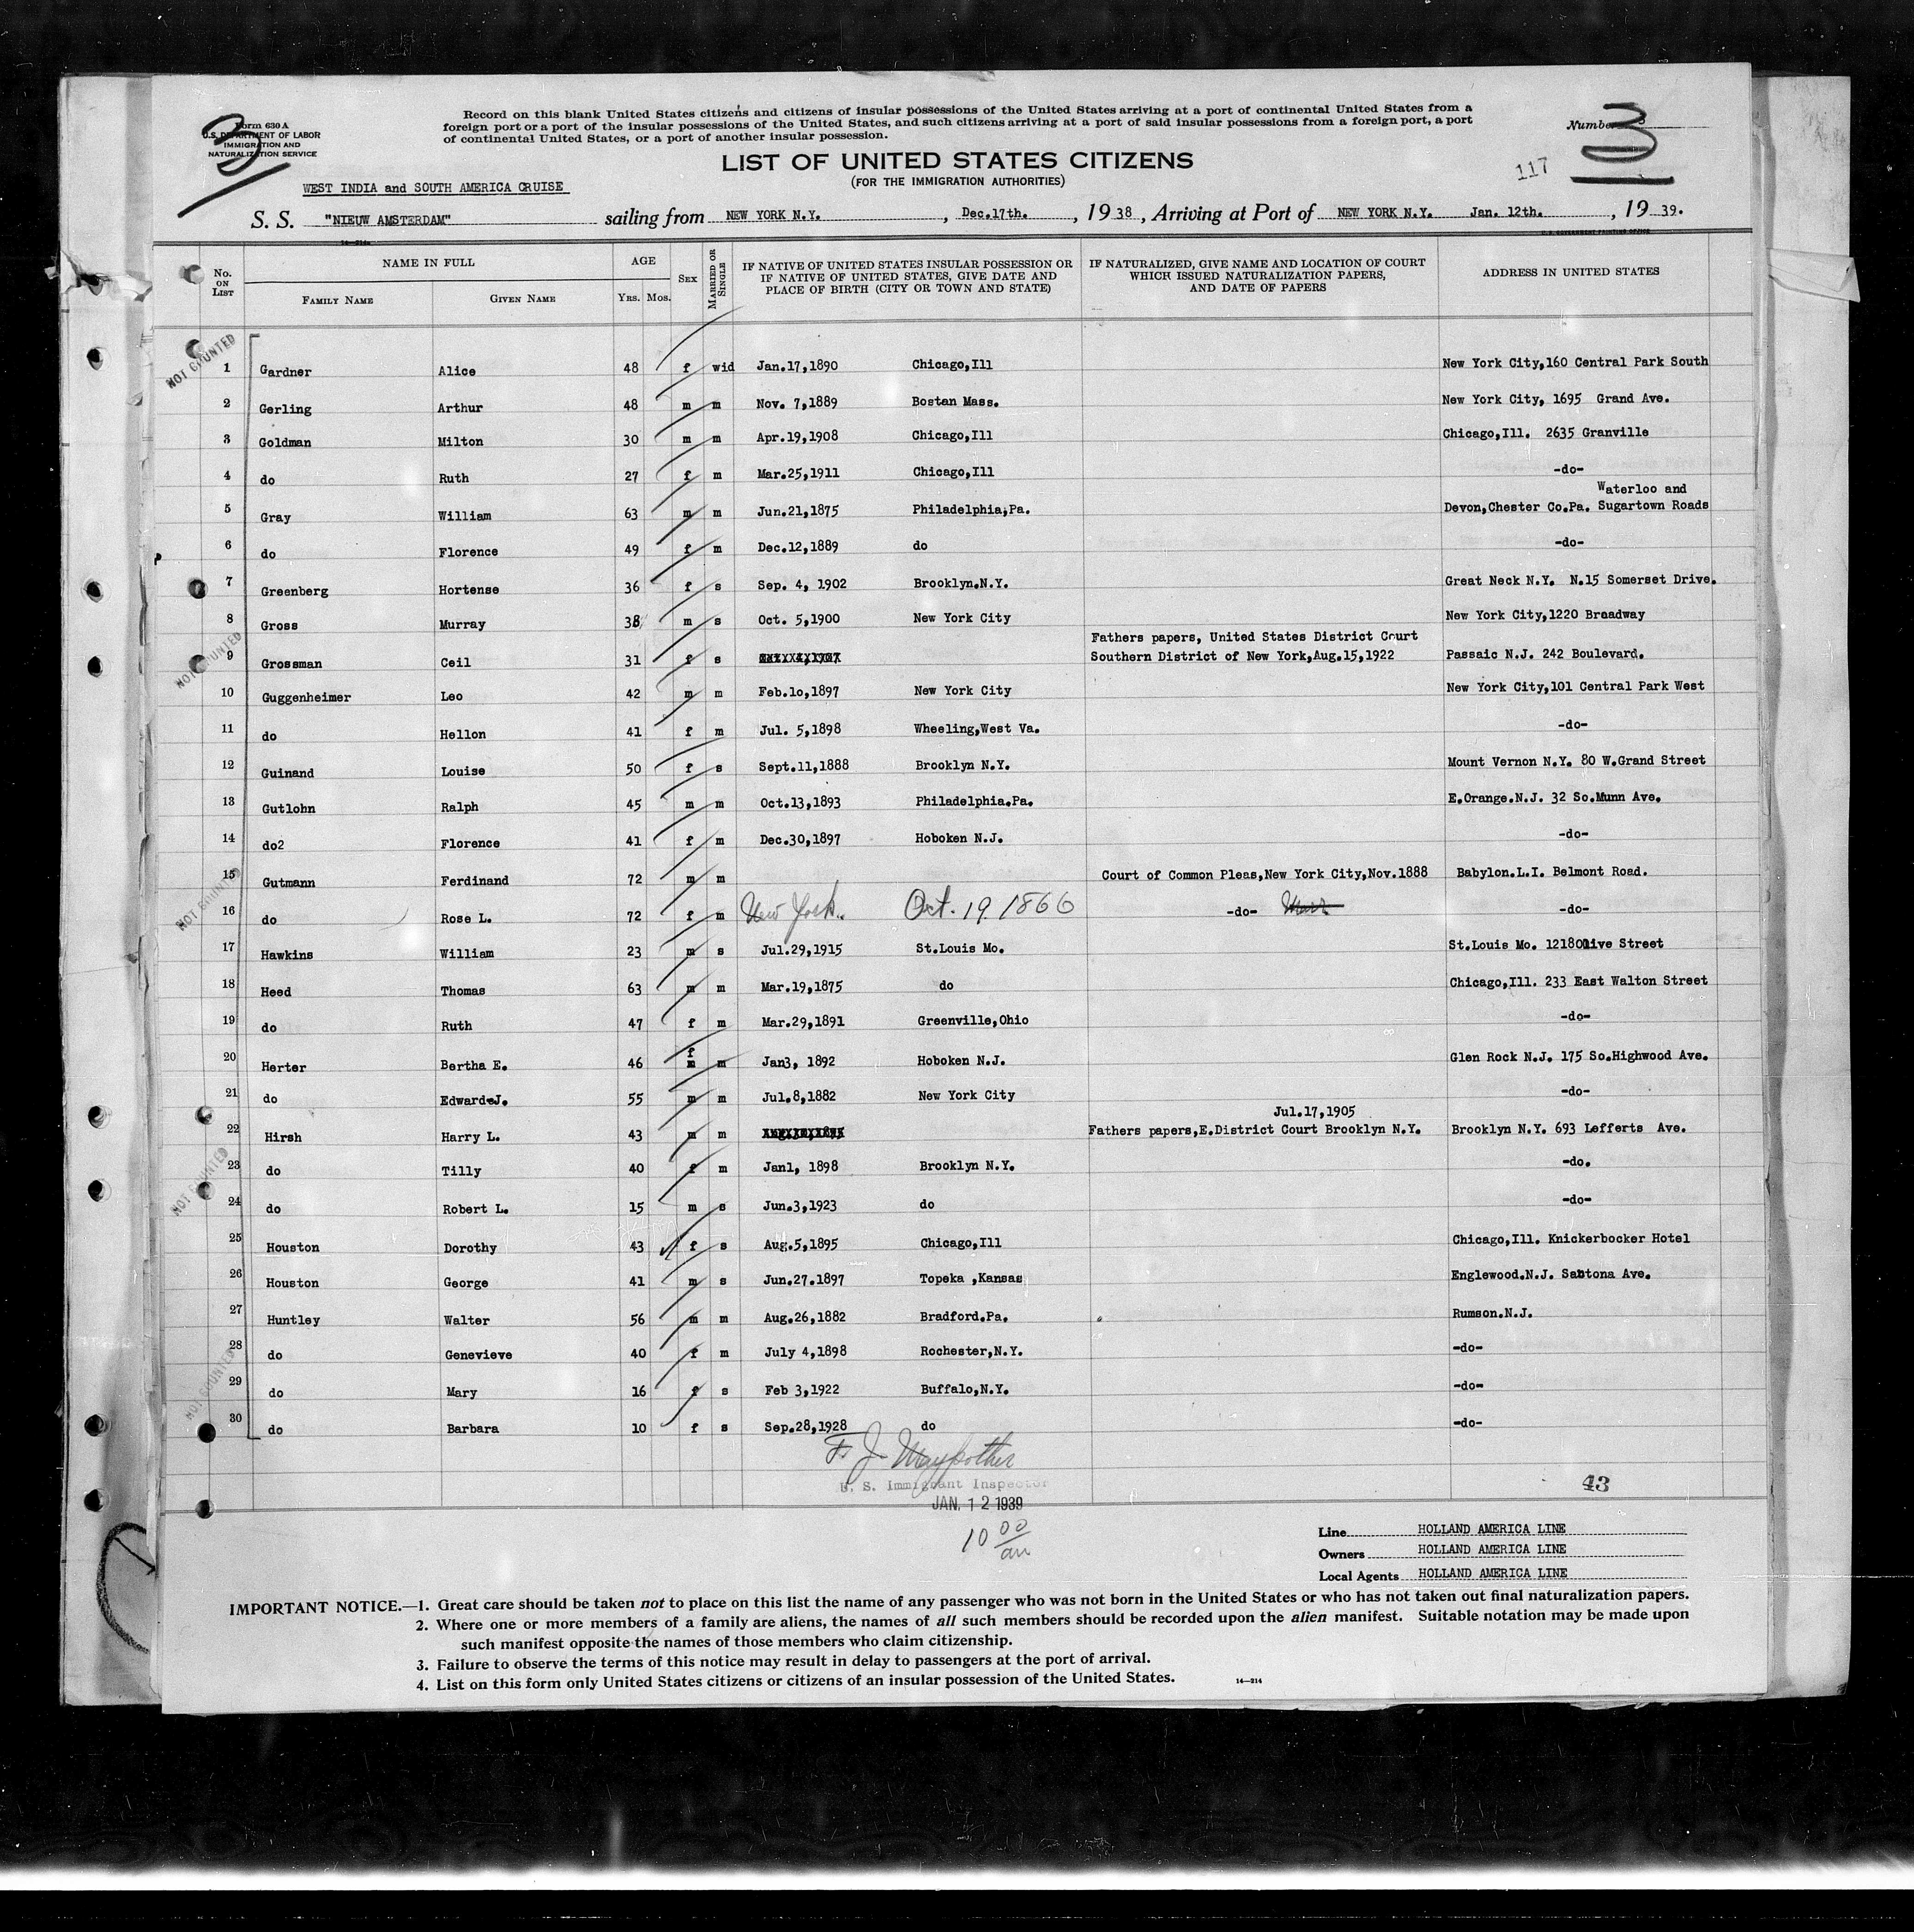 Form 630 A
U.S. DEPARTMENT OF LABOR
IMMIGRATION AND
NATURALIZATION SERVICE
Record on this blank United States citizens and citizens of insular possessions of the United States arriving at a port of continental United States from a
foreign port or a port of the insular possessions of the United States, and such citizens arriving at a port of said insular possessions from a foreign port, a port
of continental United States, or a port of another insular possession.
Number 3
3
LIST OF UNITED STATES CITIZENS
(FOR THE IMMIGRATION AUTHORITIES)
117
WEST INDIA and SOUTH AMERICA CRUISE
S. S. "NIEUW AMSTERDAM" sailing from NEW YORK N.Y. , Dec.17th. , 19 38 , Arriving at Port of NEW YORK N.Y. Jan. 12th. , 19 39.
No. ON LIST NAME IN FULL AGE SEX MARRIED OR SINGLE IF NATIVE OF UNITED STATES INSULAR POSSESSION OR IF NATIVE OF UNITED STATES, GIVE DATE AND PLACE OF BIRTH (CITY OR TOWN AND STATE) IF NATURALIZED, GIVE NAME AND LOCATION OF COURT WHICH ISSUED NATURALIZATION PAPERS, AND DATE OF PAPERS ADDRESS IN UNITED STATES
FAMILY NAME GIVEN NAME YRS. MOS.
NOT COUNTED
1 Gardner Alice 48 f wid Jan.17,1890 Chicago,Ill New York City,160 Central Park South
2 Gerling Arthur 48 m m Nov. 7,1889 Bostan Mass. New York City, 1695 Grand Ave.
3 Goldman Milton 30 m m Apr.19,1908 Chicago,Ill Chicago,Ill. 2635 Granville
4 do Ruth 27 f m Mar.25,1911 Chicago,Ill -do-
Waterloo and
5 Gray William 63 m m Jun.21,1875 Philadelphia,Pa. Devon,Chester Co.Pa. Sugartown Roads
6 do Florence 49 f m Dec.12,1889 do -do-
7 Greenberg Hortense 36 f s Sep. 4, 1902 Brooklyn.N.Y. Great Neck N.Y. N.15 Somerset Drive.
8 Gross Murray 38 m s Oct. 5,1900 New York City New York City,1220 Broadway
NOT COUNTED
Fathers papers, United States District Court
9 Grossman Ceil 31 f s Southern District of New York,Aug.15,1922 Passaic N.J. 242 Boulevard.
10 Guggenheimer Leo 42 m m Feb.1o,1897 New York City New York City,101 Central Park West
11 do Hellon 41 f m Jul. 5,1898 Wheeling,West Va. -do-
12 Guinand Louise 50 f s Sept.11,1888 Brooklyn N.Y. Mount Vernon N.Y. 80 W.Grand Street
13 Gutlohn Ralph 45 m m Oct.13,1893 Philadelphia.Pa. E.Orange.N.J. 32 So.Munn Ave.
14 do2 Florence 41 f m Dec.30,1897 Hoboken N.J. -do-
15 Gutmann Ferdinand 72 m m Court of Common Pleas,New York City,Nov.1888 Babylon.L.I. Belmont Road.
NOT COUNTED
16 do Rose L. 72 f m New York. Oct. 19 1866 -do- -do-
17 Hawkins William 23 m s Jul.29,1915 St.Louis Mo. St.Louis Mo. 1218Olive Street
18 Heed Thomas 63 m m Mar.19,1875 do Chicago,Ill. 233 East Walton Street
19 do Ruth 47 f m Mar.29,1891 Greenville,Ohio -do-
f
20 Herter Bertha E. 46 m m Jan3, 1892 Hoboken N.J. Glen Rock N.J. 175 So.Highwood Ave.
21 do Edward J. 55 m m Jul.8,1882 New York City -do-
Jul.17,1905
22 Hirsh Harry L. 43 m m Fathers papers,E.District Court Brooklyn N.Y. Brooklyn N.Y. 693 Lefferts Ave.
23 do Tilly 40 f m Jan1, 1898 Brooklyn N.Y. -do.
NOT COUNTED
24 do Robert L. 15 m s Jun.3,1923 do -do-
25 Houston Dorothy 43 f s Aug.5,1895 Chicago,Ill Chicago,Ill. Knickerbocker Hotel
26 Houston George 41 m s Jun.27.1897 Topeka ,Kansas Englewood.N.J. Ave.
27 Huntley Walter 56 m m Aug.26,1882 Bradford.Pa. Rumson.N.J.
28 do Genevieve 40 f m July 4,1898 Rochester,N.Y. -do-
NOT COUNTED
29 do Mary 16 f s Feb 3,1922 Buffalo,N.Y. -do-
30 do Barbara 10 f s Sep.28,1928 do -do-
F. J. Maypother
U. S. Immigrant Inspector
43
JAN. 12 1939
10 00/am
Line HOLLAND AMERICA LINE
Owners HOLLAND AMERICA LINE
Local Agents HOLLAND AMERICA LINE
IMPORTANT NOTICE.—1. Great care should be taken not to place on this list the name of any passenger who was not born in the United States or who has not taken out final naturalization papers.
2. Where one or more members of a family are aliens, the names of all such members should be recorded upon the alien manifest. Suitable notation may be made upon
such manifest opposite the names of those members who claim citizenship.
3. Failure to observe the terms of this notice may result in delay to passengers at the port of arrival.
4. List on this form only United States citizens or citizens of an insular possession of the United States.
14—214